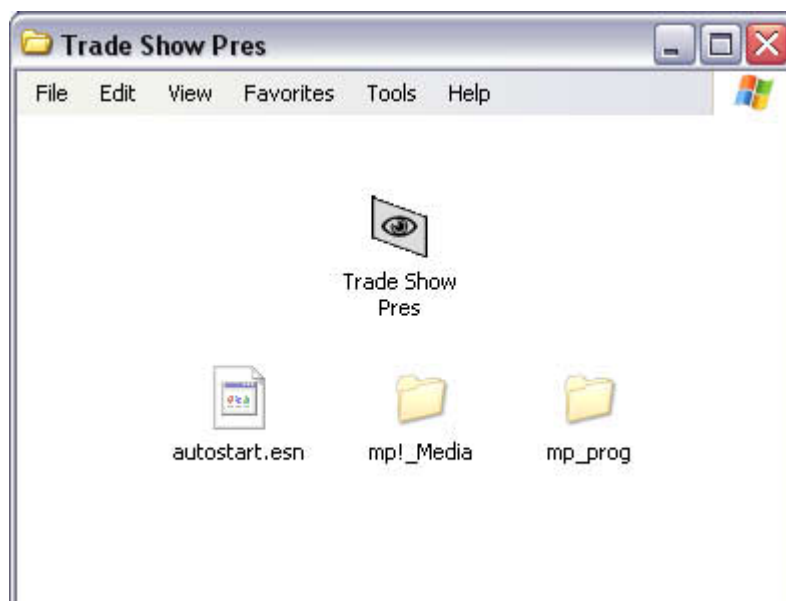 Trade Show Pres
File Edit View Favorites Tools Help
Trade Show
Pres
autostart.esn mp!_Media mp_prog